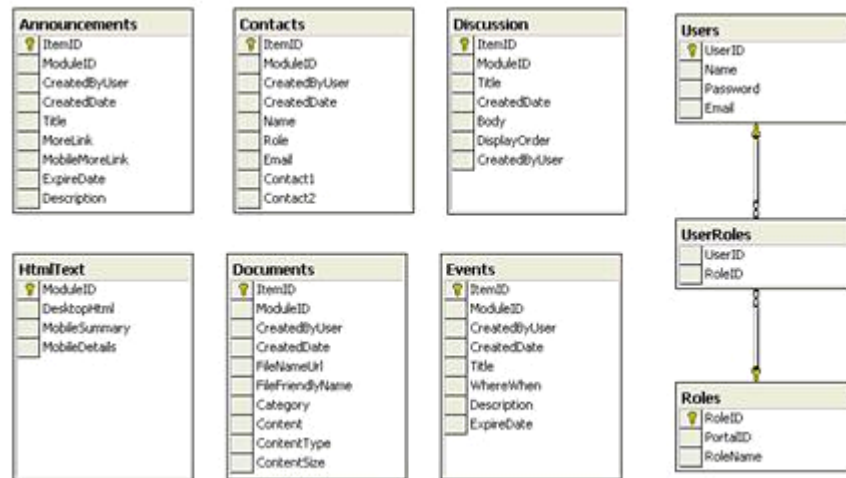 Announcements
ItemID
ModuleID
CreatedByUser
CreatedDate
Title
MoreLink
MobileMoreLink
ExpireDate
Description
Contacts
ItemID
ModuleID
CreatedByUser
CreatedDate
Name
Role
Email
Contact1
Contact2
Discussion
ItemID
ModuleID
Title
CreatedDate
Body
DisplayOrder
CreatedByUser
Users
UserID
Name
Password
Email
HtmlText
ModuleID
DesktopHtml
MobileSummary
MobileDetails
Documents
ItemID
ModuleID
CreatedByUser
CreatedDate
FileNameUrl
FileFriendlyName
Category
Content
ContentType
ContentSize
Events
ItemID
ModuleID
CreatedByUser
CreatedDate
Title
WhereWhen
Description
ExpireDate
UserRoles
UserID
RoleID
Roles
RoleID
PortalID
RoleName